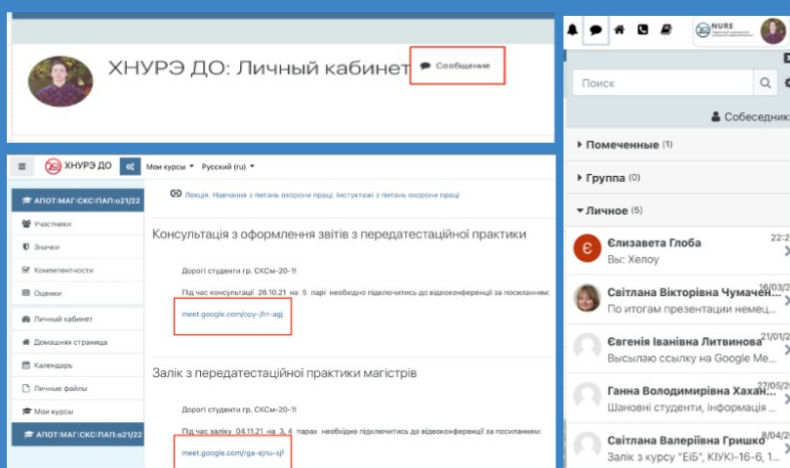 ХНУРЭ ДО: Личный кабинет
Сообщение
ХНУРЭ ДО
Мои курсы
Русский (ru)
АПОТ:МАГ:СКС:ПАП:о21/22
Участники
Значки
Компетентности
Оценки
Личный кабинет
Домашняя страница
Календарь
Личные файлы
Мои курсы
АПОТ:МАГ:СКС:ПАП:о21/22
Лекція. Навчання з питань охорони праці. Інстуктажі з питань охорони праці
Консультація з оформлення звітів з передатестаційної практики
Дорогі студенти гр. СКСм-20-1!
Під час консультації 26.10.21 на 5 парі необхідно підключитись до відеоконференції за посиланням:
meet.google.com/opy-jfrr-agj
Залік з передатестаційної практики магістрів
Дорогі студенти гр. СКСм-20-1!
Під час заліку 04.11.21 на 3, 4 парах необхідно підключитись до відеоконференції за посиланням:
meet.google.com/rga-ejnu-sjf
NURE
Поиск
Собеседник
Помеченные (1)
Группа (0)
Личное (5)
Є
Єлизавета Глоба
22:2
Вы: Хелоу
Світлана Вікторівна Чумачен...
16/03/2
По итогам презентации немец...
Євгенія Іванівна Литвинова
21/01/2
Высылаю ссылку на Google Me...
Ганна Володимирівна Хахан...
27/05/2
Шановні студенти, інформація ...
Світлана Валеріївна Гришко
8/04/2
Залік з курсу "ЕіБ", КІУКІ-16-6, 1...